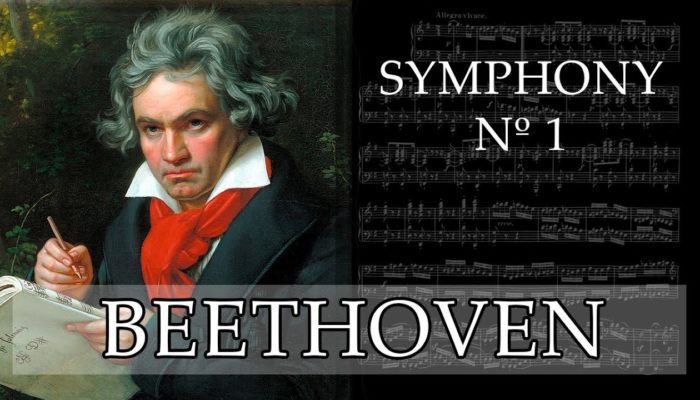 Allegro vivace.
SYMPHONY
Nº 1
BEETHOVEN